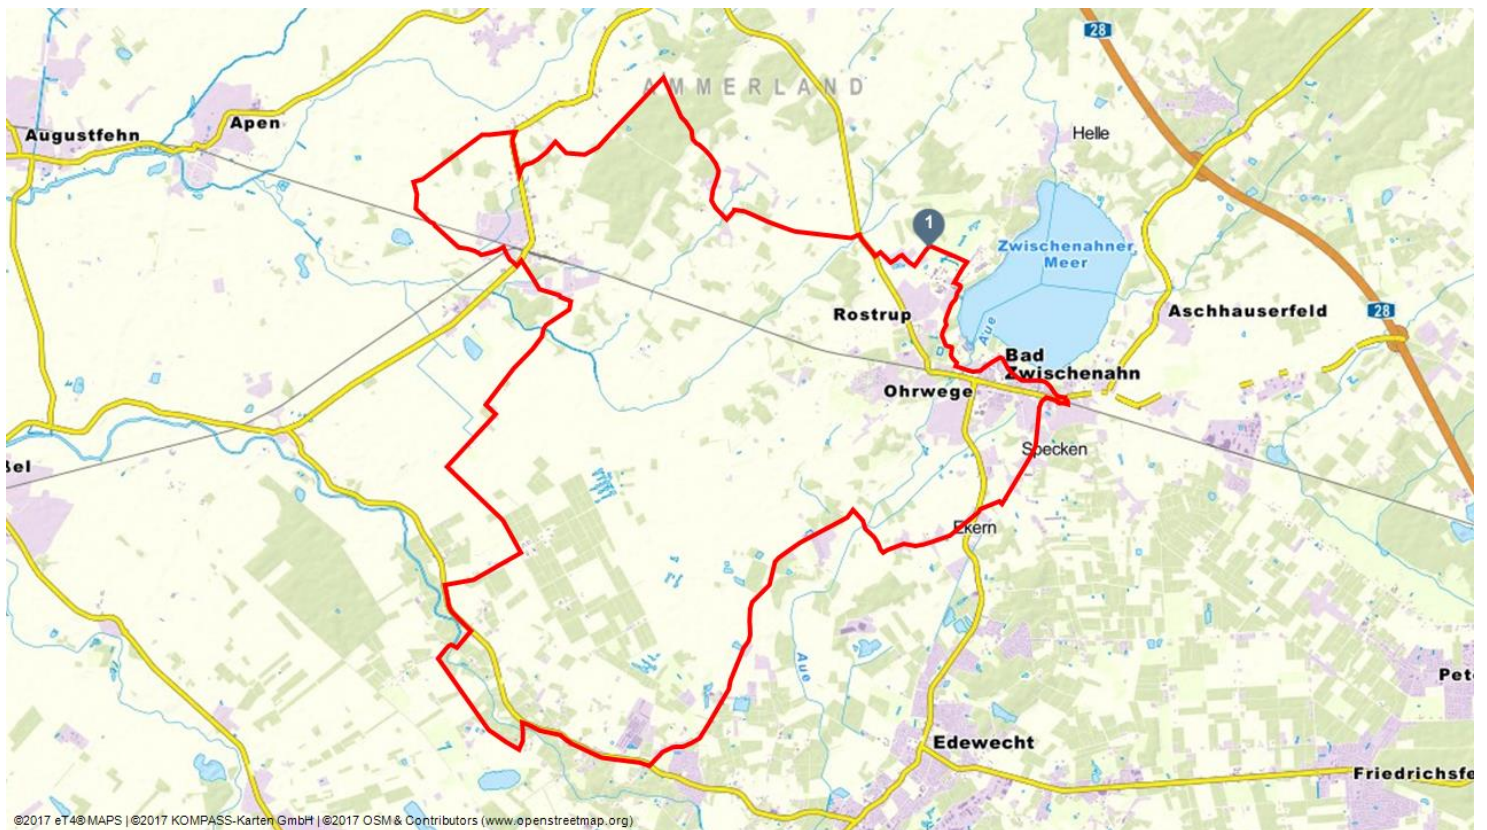 28
AMMERLAND
Augustfehn
Apen
Helle
1
Zwischenahner
Meer
28
Rostrup
Aschhauserfeld
Aue
Bad
Zwischenahn
Ohrwege
Specken
ßel
Ekern
Aue
Pet
Edewecht
Friedrichsfe
©2017 eT4® MAPS | ©2017 KOMPASS-Karten GmbH | ©2017 OSM & Contributors (www.openstreetmap.org)